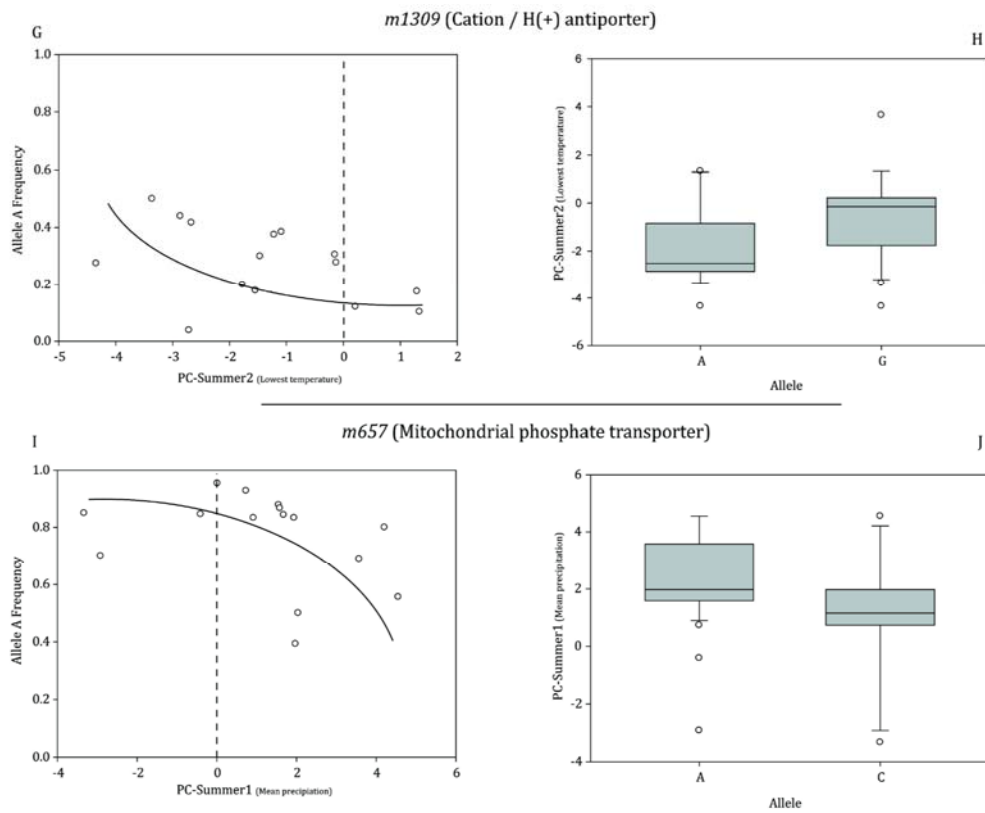 m1309 (Cation / H(+) antiporter)
G
1.0
0.8
0.6
0.4
0.2
0.0
Allele A Frequency
-5 -4 -3 -2 -1 0 1 2
PC-Summer2 (Lowest temperature)
H
6
4
2
0
-2
-4
-6
PC-Summer2 (Lowest temperature)
A G
Allele
m657 (Mitochondrial phosphate transporter)
I
1.0
0.8
0.6
0.4
0.2
0.0
Allele A Frequency
-4 -2 0 2 4 6
PC-Summer1 (Mean precipiation)
J
6
4
2
0
-2
-4
PC-Summer1 (Mean precipitation)
A C
Allele